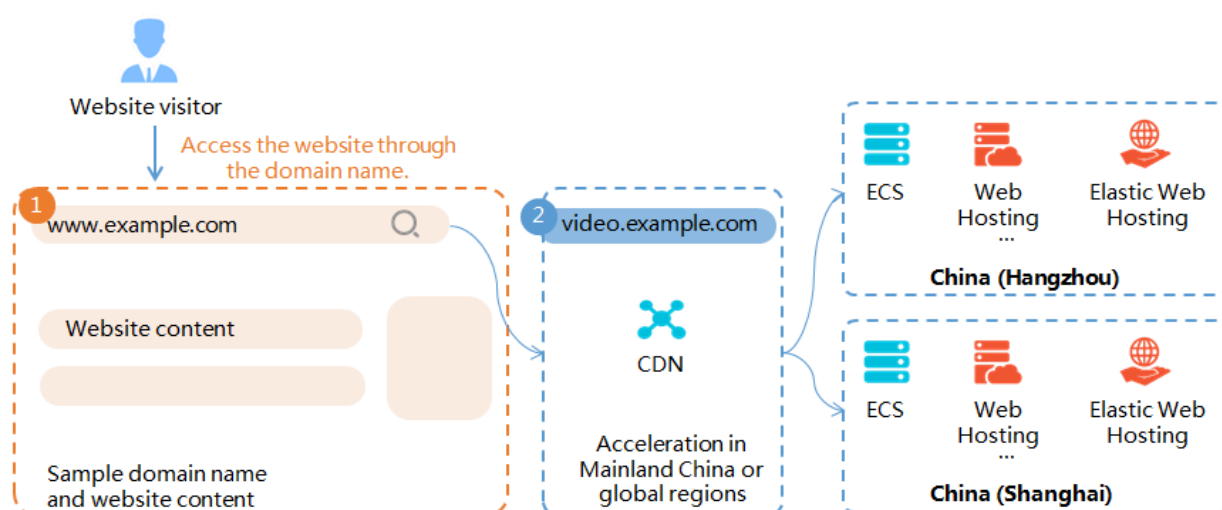 Website visitor
Access the website through
the domain name.
1
www.example.com
Website content
Sample domain name
and website content
2
video.example.com
CDN
Acceleration in
Mainland China or
global regions
ECS
Web
Hosting
...
Elastic Web
Hosting
China (Hangzhou)
ECS
Web
Hosting
...
Elastic Web
Hosting
China (Shanghai)